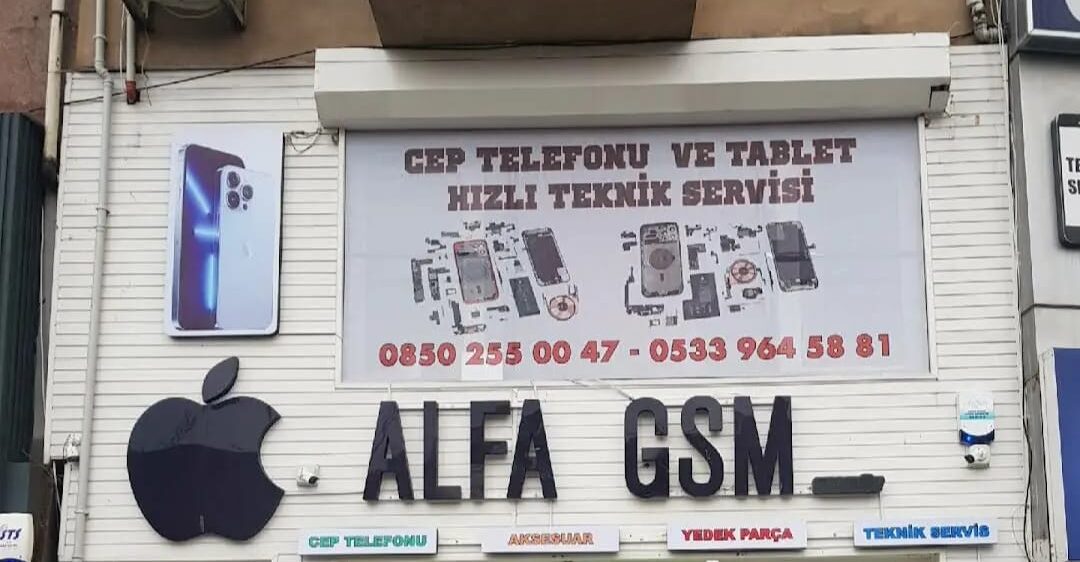 CEP TELEFONU VE TABLET
HIZLI TEKNİK SERVİSİ
0850 255 00 47 - 0533 964 58 81
ALFA GSM
CEP TELEFONU
AKSESUAR
YEDEK PARÇA
TEKNİK SERVİS
STS